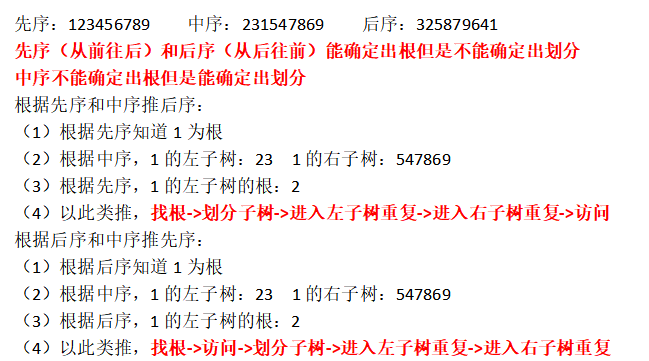 先序：123456789 中序：231547869 后序：325879641
先序（从前往后）和后序（从后往前）能确定出根但是不能确定出划分
中序不能确定出根但是能确定出划分
根据先序和中序推后序：
（1）根据先序知道 1 为根
（2）根据中序，1 的左子树：23 1 的右子树：547869
（3）根据先序，1 的左子树的根：2
（4）以此类推，找根->划分子树->进入左子树重复->进入右子树重复->访问
根据后序和中序推先序：
（1）根据后序知道 1 为根
（2）根据中序，1 的左子树：23 1 的右子树：547869
（3）根据后序，1 的左子树的根：2
（4）以此类推，找根->访问->划分子树->进入左子树重复->进入右子树重复